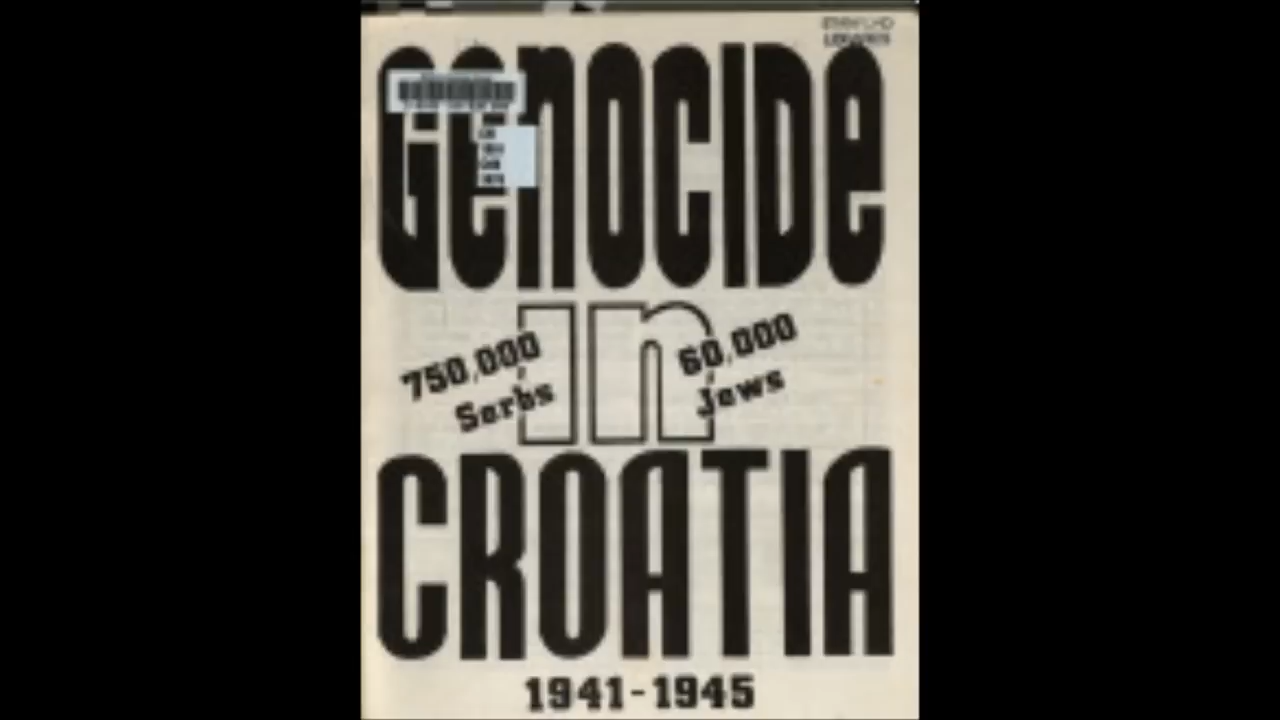 GENOCIDE
in
750,000
Serbs
60,000
Jews
CROATIA
1941-1945